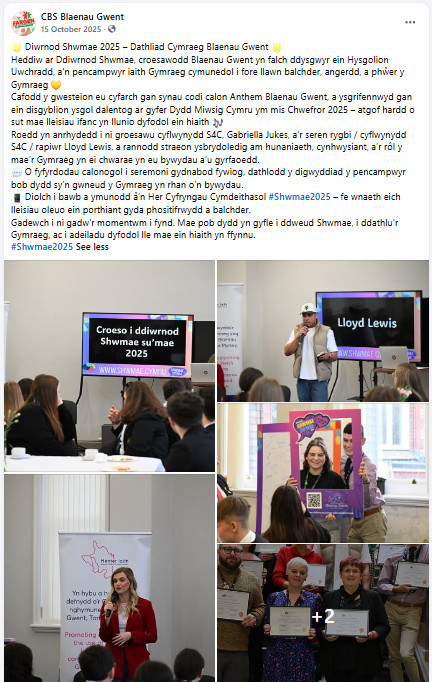 CBS Blaenau Gwent
15 October 2025 ·
🌟 Diwrnod Shwmae 2025 – Dathliad Cymraeg Blaenau Gwent 🌟
Heddiw ar Ddiwrnod Shwmae, croesawodd Blaenau Gwent yn falch ddysgwyr ein Hysgolion
Uwchradd, a'n pencampwyr iaith Gymraeg cymunedol i fore llawn balchder, angerdd, a phŵer y
Gymraeg 💛
Cafodd y gwesteion eu cyfarch gan synau codi calon Anthem Blaenau Gwent, a ysgrifennwyd gan
ein disgyblion ysgol dalentog ar gyfer Dydd Miwsig Cymru ym mis Chwefror 2025 – atgof hardd o
sut mae lleisiau ifanc yn llunio dyfodol ein hiaith 🎶
Roedd yn anrhydedd i ni groesawu cyflwynydd S4C, Gabriella Jukes, a'r seren rygbi / cyflwynydd
S4C / rapiwr Lloyd Lewis, a rannodd straeon ysbrydoledig am hunaniaeth, cynhwysiant, a'r rôl y
mae'r Gymraeg yn ei chwarae yn eu bywydau a'u gyrfaoedd.
O fyfyrdodau calonogol i seremoni gydnabod fywiog, dathlodd y digwyddiad y pencampwyr
bob dydd sy'n gwneud y Gymraeg yn rhan o'n bywydau.
📱 Diolch i bawb a ymunodd â'n Her Cyfryngau Cymdeithasol #Shwmae2025 – fe wnaeth eich
lleisiau oleuo ein porthiant gyda phositifrwydd a balchder.
Gadewch i ni gadw'r momentwm i fynd. Mae pob dydd yn gyfle i ddweud Shwmae, i ddathlu'r
Gymraeg, ac i adeiladu dyfodol lle mae ein hiaith yn ffynnu.
#Shwmae2025 See less
Croeso i ddiwrnod
Shwmae su'mae
2025
WWW.SHWMAE.CYMRU
Lloyd Lewis
WWW.SHWMAE.CYM
Menter Iaith
Yn hybu a h
defnydd o'r
nghymune
Gwent, Tor
Promoting
the use
+2